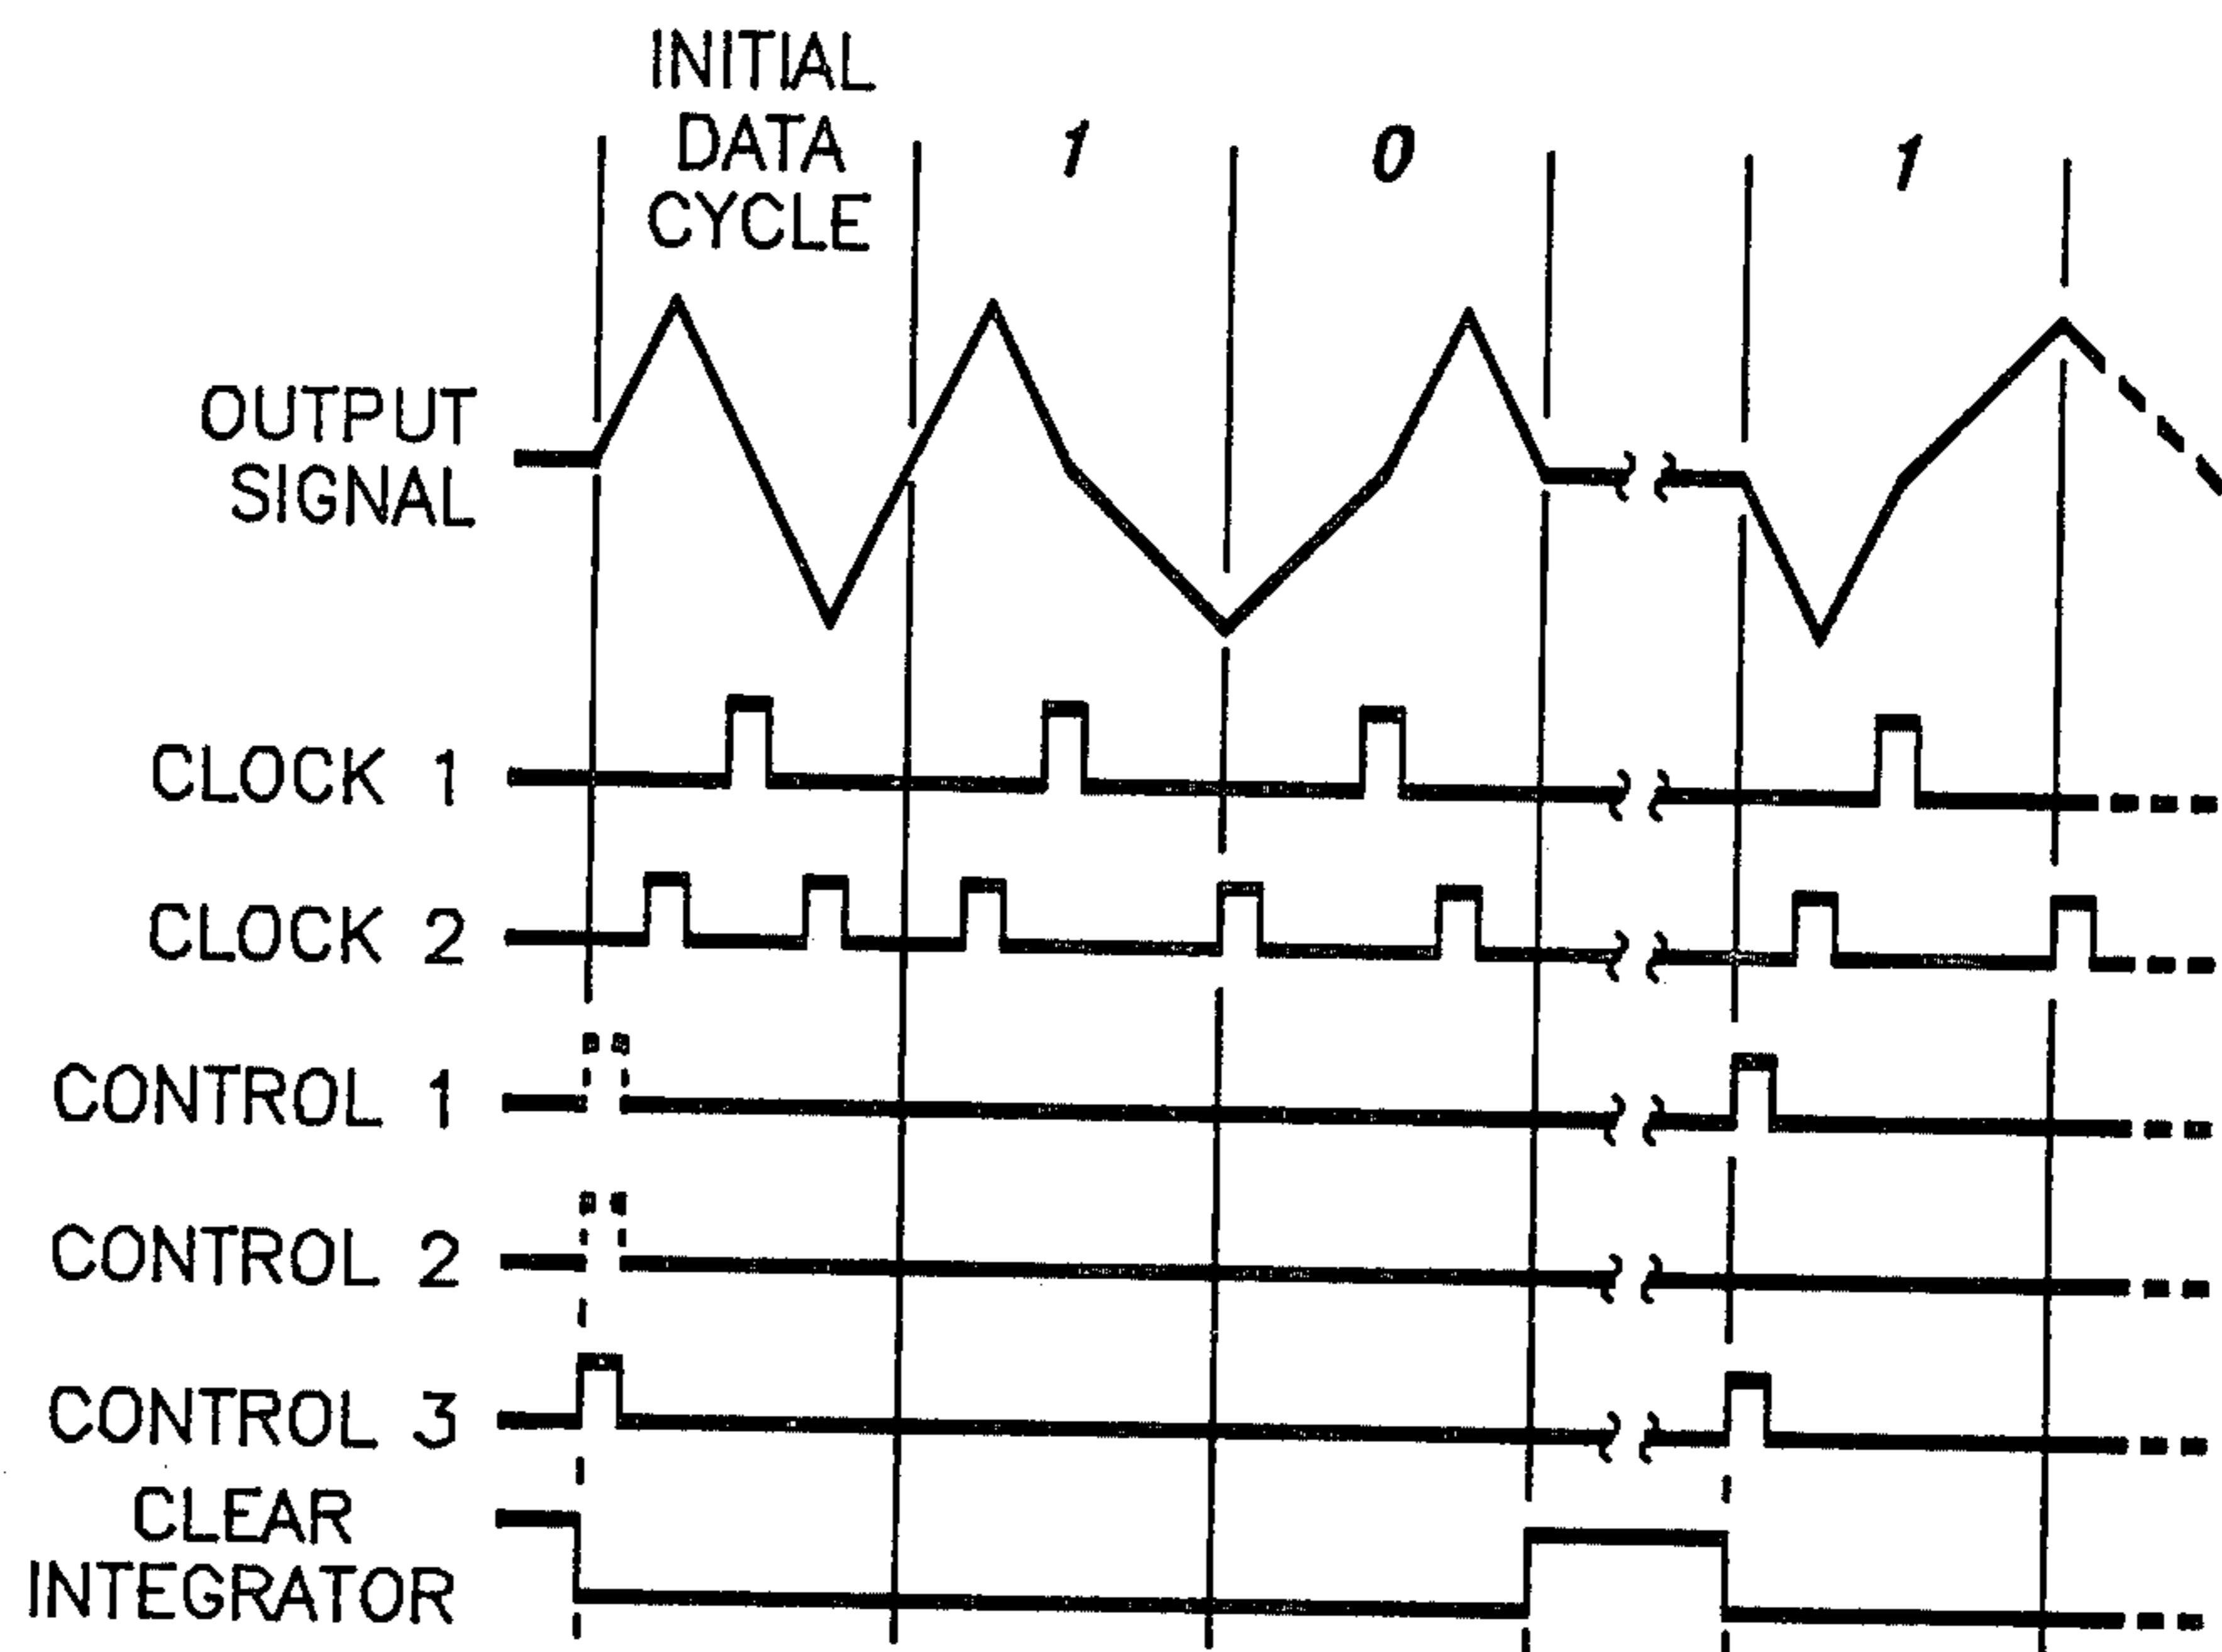 INITIAL
DATA
CYCLE
1 0 1
OUTPUT
SIGNAL
CLOCK 1
CLOCK 2
CONTROL 1
CONTROL 2
CONTROL 3
CLEAR
INTEGRATOR